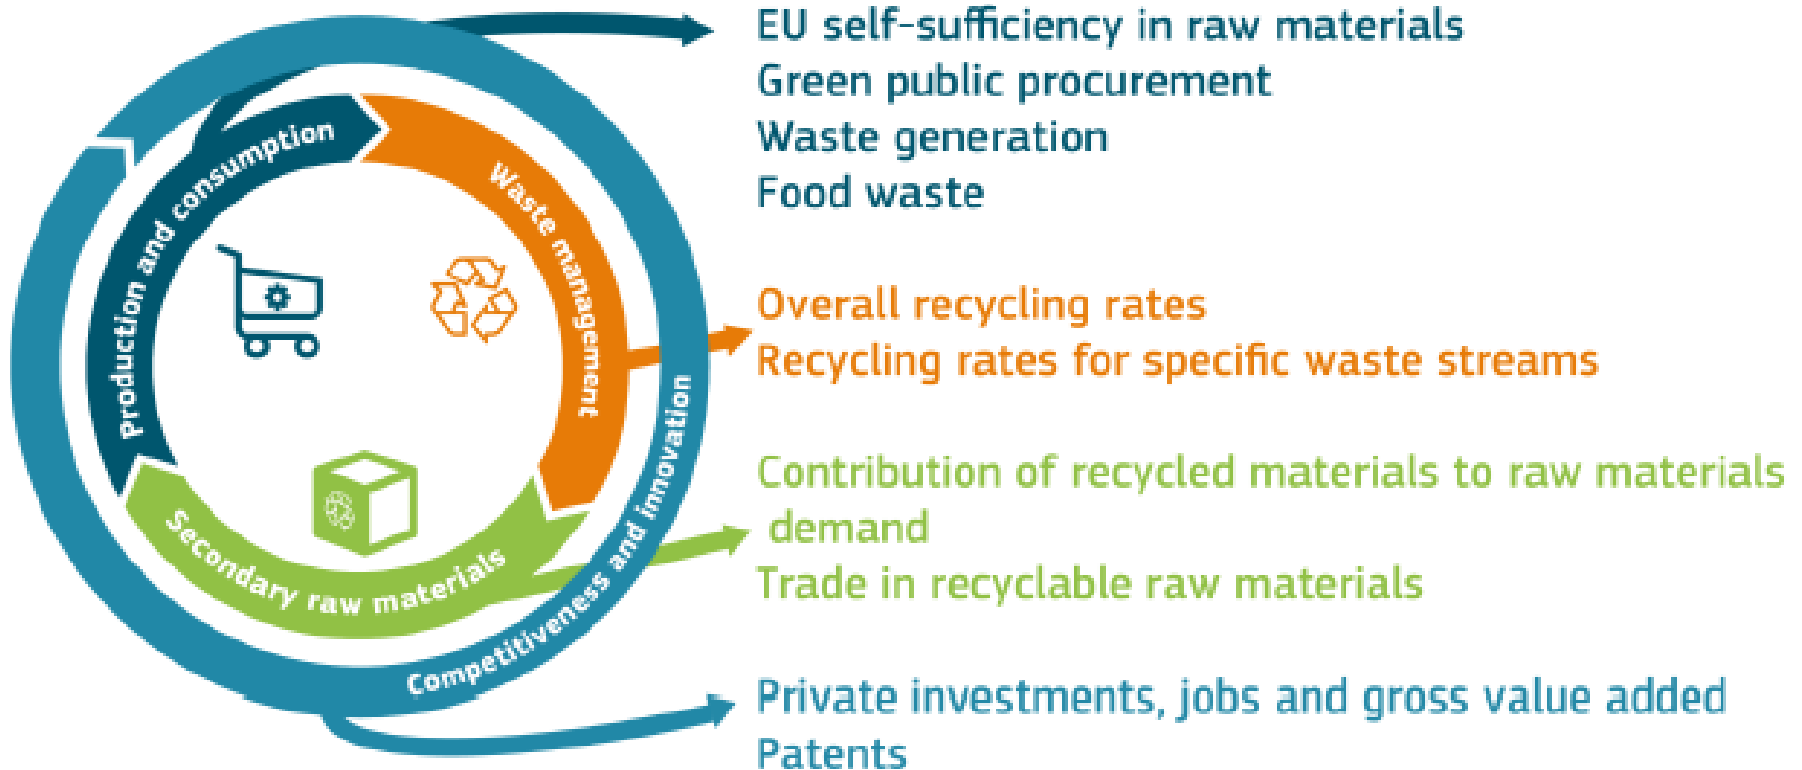 EU self-sufficiency in raw materials
Green public procurement
Waste generation
Food waste
Production and consumption
Waste management
Overall recycling rates
Recycling rates for specific waste streams
Secondary raw materials
Contribution of recycled materials to raw materials
demand
Trade in recyclable raw materials
Competitiveness and innovation
Private investments, jobs and gross value added
Patents